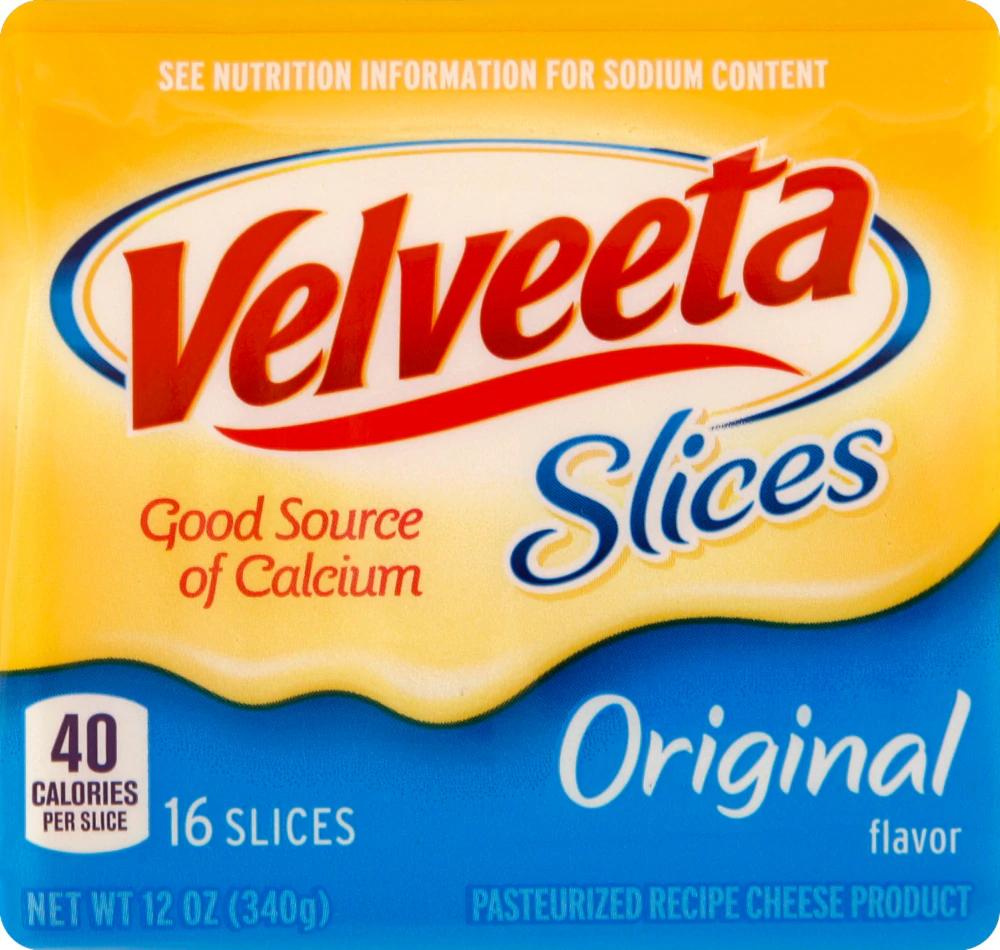 SEE NUTRITION INFORMATION FOR SODIUM CONTENT
Velveeta
Slices
Good Source
of Calcium
40
CALORIES
PER SLICE
16 SLICES
Original
flavor
NET WT 12 OZ (340g)
PASTEURIZED RECIPE CHEESE PRODUCT